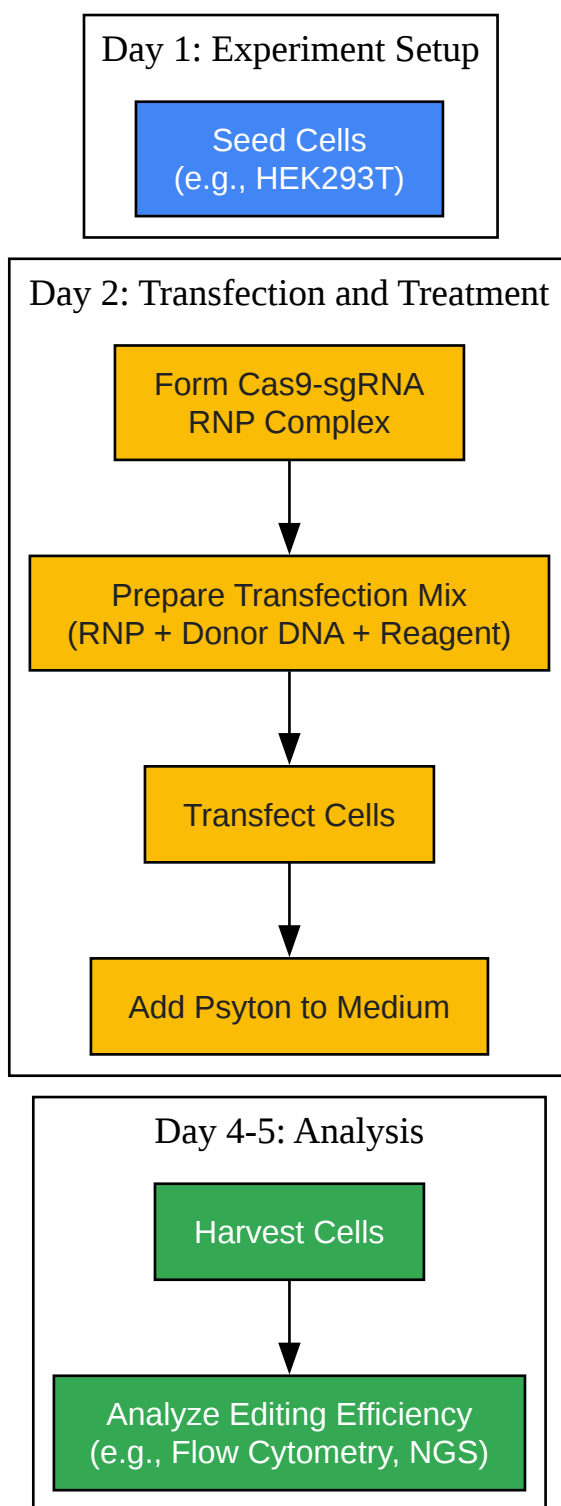 Day 1: Experiment Setup
Seed Cells
(e.g., HEK293T)
Day 2: Transfection and Treatment
Form Cas9-sgRNA
RNP Complex
Prepare Transfection Mix
(RNP + Donor DNA + Reagent)
Transfect Cells
Add Psyton to Medium
Day 4-5: Analysis
Harvest Cells
Analyze Editing Efficiency
(e.g., Flow Cytometry, NGS)